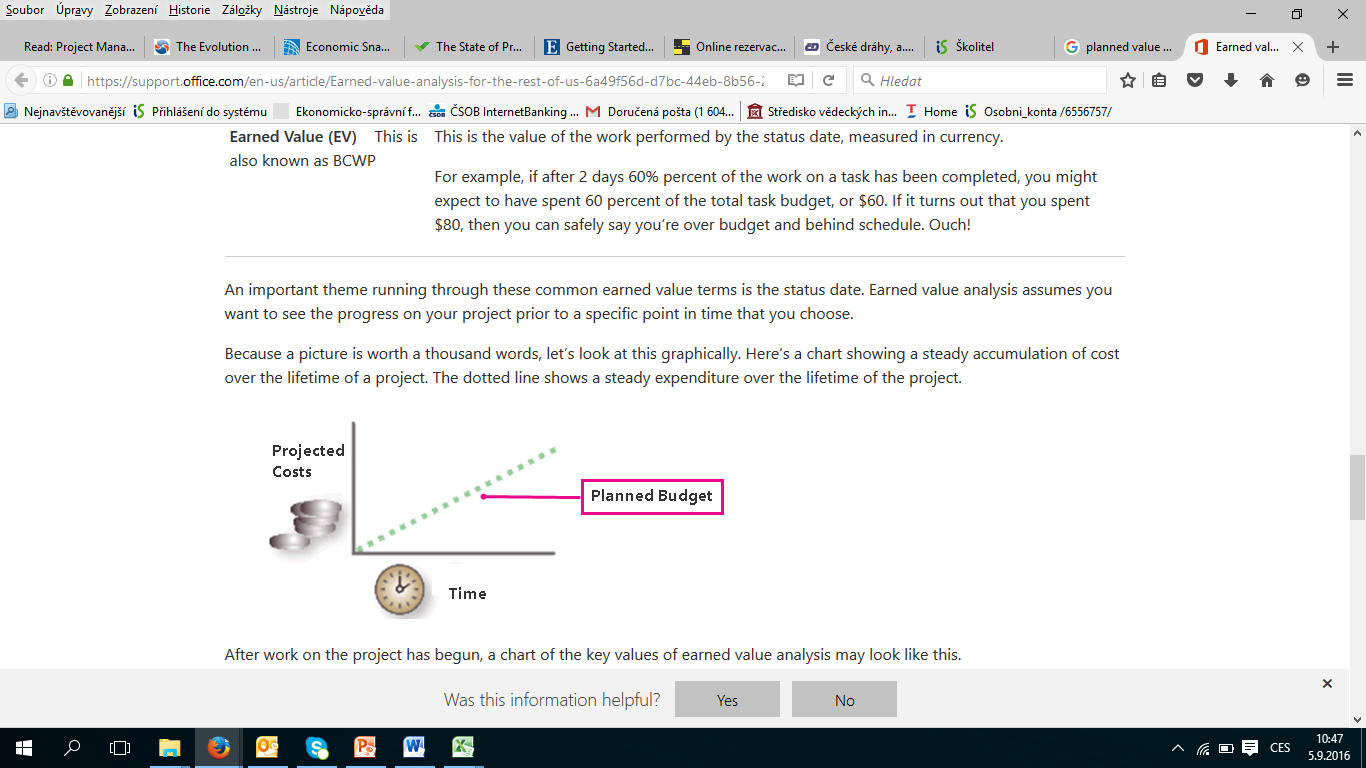 Soubor Úpravy Zobrazení Historie Záložky Nástroje Nápověda
Read: Project Mana... The Evolution ... Economic Sna... The State of Pr... Getting Started... Online rezervac... České dráhy, a.... Školitel planned value ... Earned val...
https://support.office.com/en-us/article/Earned-value-analysis-for-the-rest-of-us-6a49f56d-d7bc-44eb-8b56-2 Hledat
Nejnavštěvovanější Přihlášení do systému Ekonomicko-správní f... ČSOB InternetBanking ... Doručená pošta (1 604... Středisko vědeckých in... Home Osobni_konta /6556757/
Earned Value (EV) This is This is the value of the work performed by the status date, measured in currency.
also known as BCWP
For example, if after 2 days 60% percent of the work on a task has been completed, you might
expect to have spent 60 percent of the total task budget, or $60. If it turns out that you spent
$80, then you can safely say you’re over budget and behind schedule. Ouch!
An important theme running through these common earned value terms is the status date. Earned value analysis assumes you
want to see the progress on your project prior to a specific point in time that you choose.
Because a picture is worth a thousand words, let’s look at this graphically. Here’s a chart showing a steady accumulation of cost
over the lifetime of a project. The dotted line shows a steady expenditure over the lifetime of the project.
Projected
Costs
Planned Budget
Time
After work on the project has begun, a chart of the key values of earned value analysis may look like this.
Was this information helpful? Yes No
CES 10:47
5.9.2016